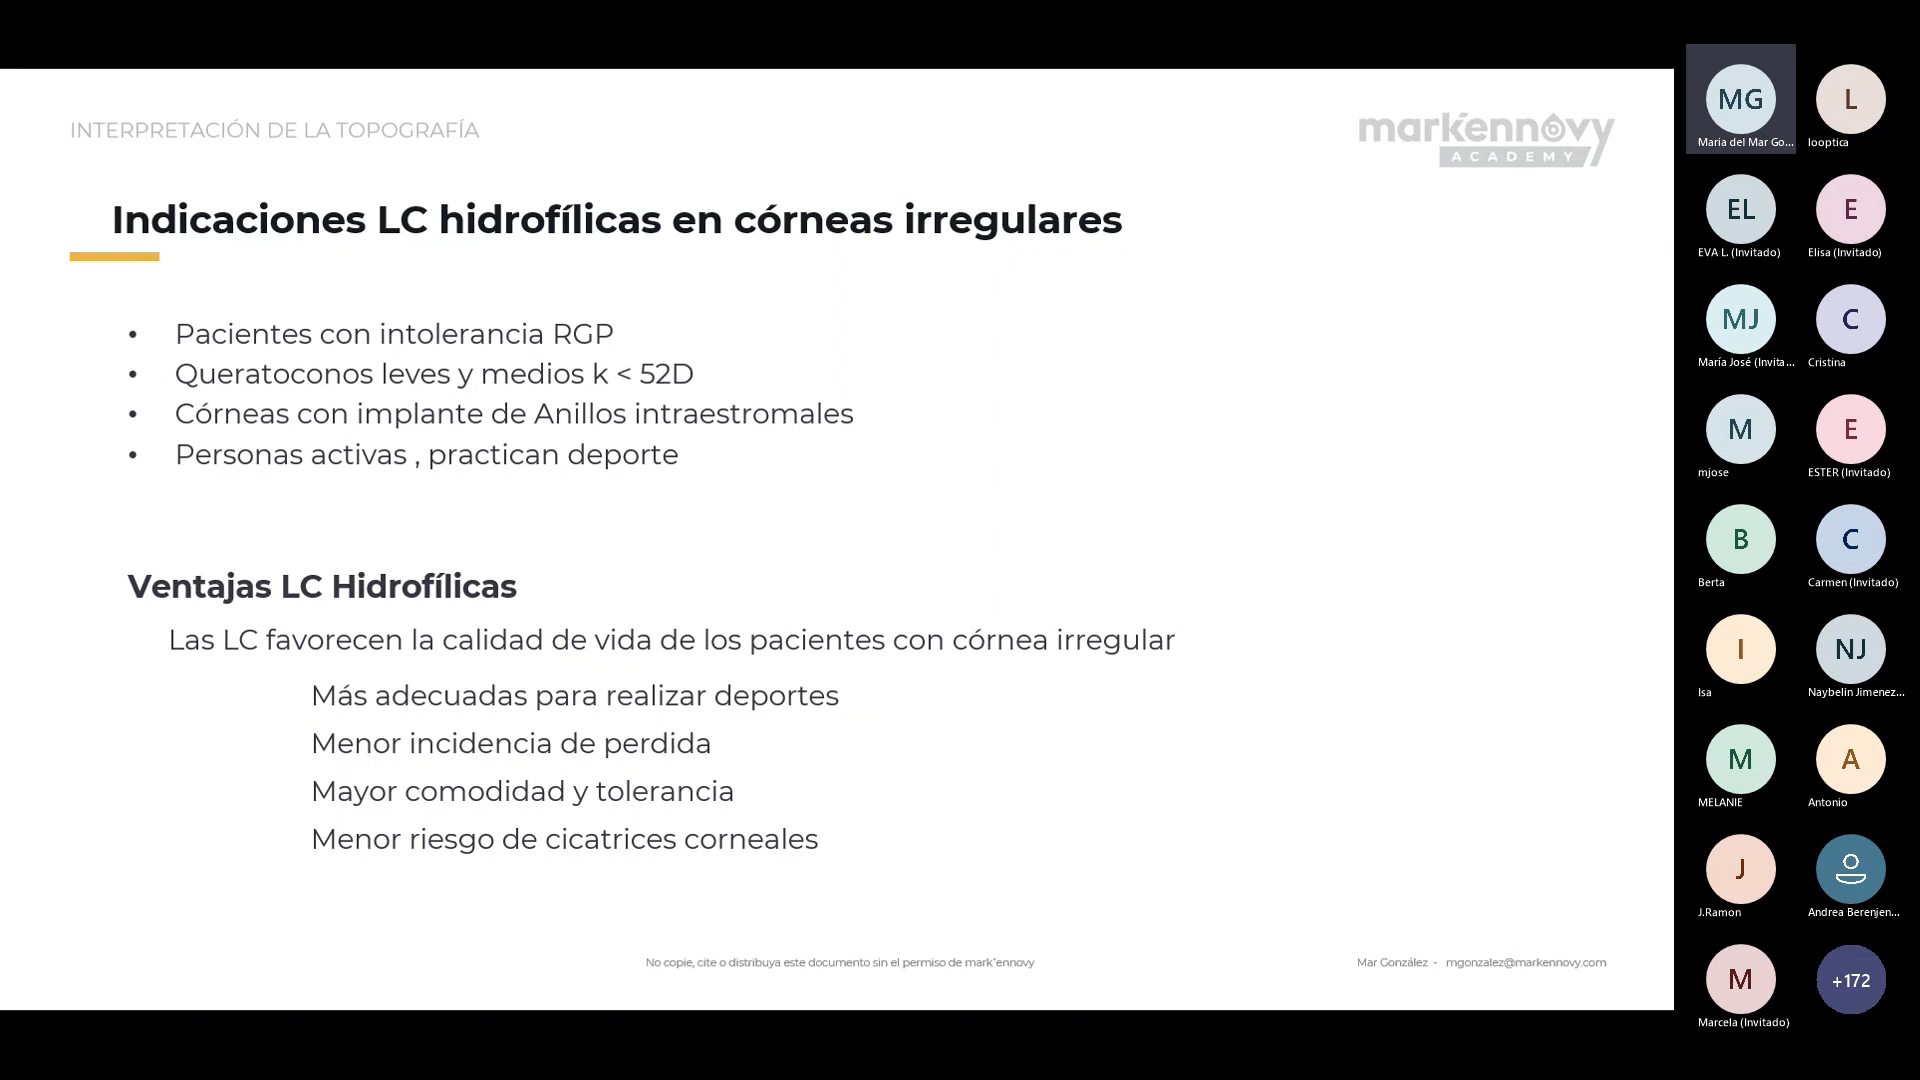 INTERPRETACIÓN DE LA TOPOGRAFÍA
mark'ennovy
ACADEMY
Indicaciones LC hidrofílicas en córneas irregulares
• Pacientes con intolerancia RGP
• Queratoconos leves y medios k < 52D
• Córneas con implante de Anillos intraestromales
• Personas activas , practican deporte
Ventajas LC Hidrofílicas
Las LC favorecen la calidad de vida de los pacientes con córnea irregular
Más adecuadas para realizar deportes
Menor incidencia de perdida
Mayor comodidad y tolerancia
Menor riesgo de cicatrices corneales
No copie, cite o distribuya este documento sin el permiso de mark'ennovy
Mar González - mgonzalez@markennovy.com
MG
Maria del Mar Go...
L
looptica
EL
EVA L. (Invitado)
E
Elisa (Invitado)
MJ
María José (Invita...
C
Cristina
M
mjose
E
ESTER (Invitado)
B
Berta
C
Carmen (Invitado)
I
Isa
NJ
Naybelin Jimenez...
M
MELANIE
A
Antonio
J
J.Ramon
Andrea Berenjen...
M
Marcela (Invitado)
+172